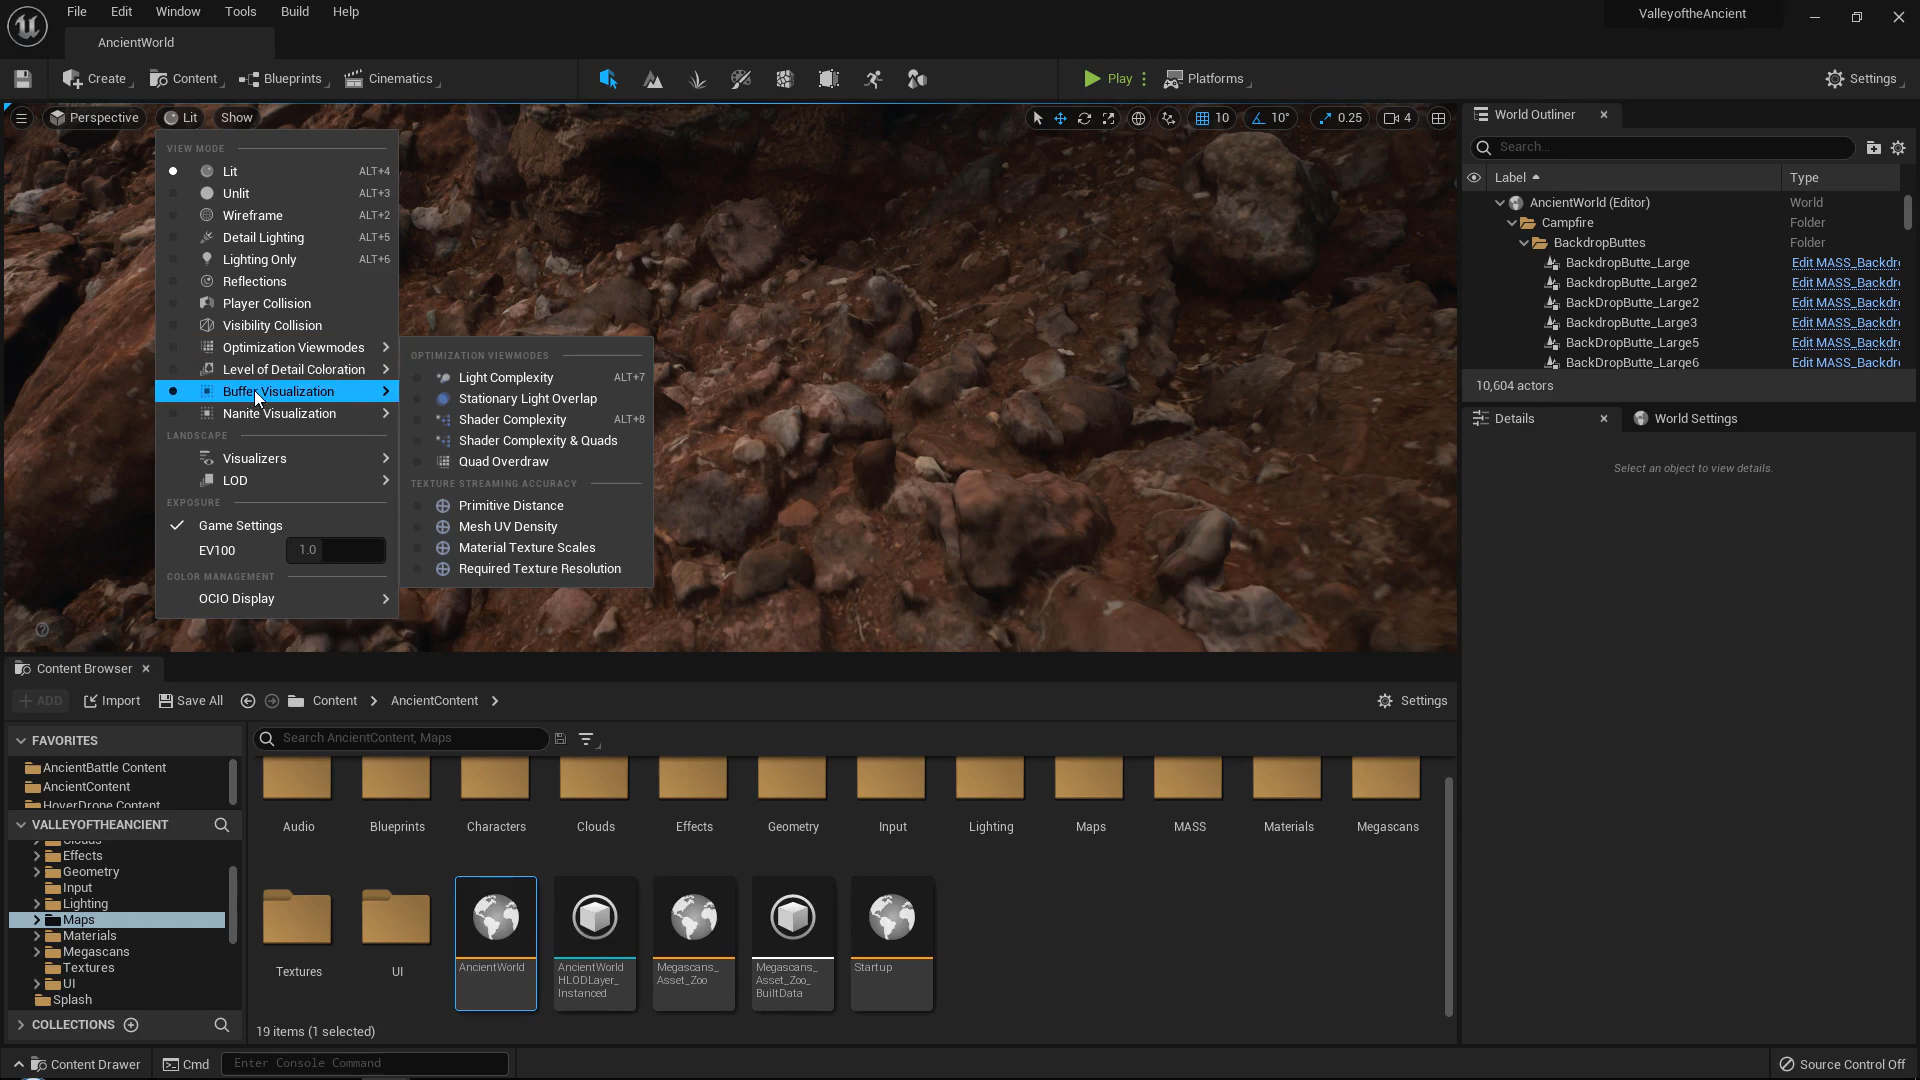 File Edit Window Tools Build Help
ValleyoftheAncient
AncientWorld
Create Content Blueprints Cinematics Play Platforms Settings
Perspective Lit Show 10 10° 0.25 4
VIEW MODE
Lit ALT+4
Unlit ALT+3
Wireframe ALT+2
Detail Lighting ALT+5
Lighting Only ALT+6
Reflections
Player Collision
Visibility Collision
Optimization Viewmodes
Level of Detail Coloration
Buffer Visualization
Nanite Visualization
LANDSCAPE
Visualizers
LOD
EXPOSURE
Game Settings
EV100 1.0
COLOR MANAGEMENT
OCIO Display
OPTIMIZATION VIEWMODES
Light Complexity ALT+7
Stationary Light Overlap
Shader Complexity ALT+8
Shader Complexity & Quads
Quad Overdraw
TEXTURE STREAMING ACCURACY
Primitive Distance
Mesh UV Density
Material Texture Scales
Required Texture Resolution
World Outliner
Search...
Label Type
AncientWorld (Editor) World
Campfire Folder
BackdropButtes Folder
BackdropButte_Large Edit MASS_Backdr
BackdropButte_Large2 Edit MASS_Backdr
BackDropButte_Large2 Edit MASS_Backdr
BackdropButte_Large3 Edit MASS_Backdr
BackDropButte_Large5 Edit MASS_Backdr
BackDropButte_Large6 Edit MASS_Backdr
10,604 actors
Details World Settings
Select an object to view details.
Content Browser
ADD Import Save All Content AncientContent Settings
FAVORITES
AncientBattle Content
AncientContent
HoverDrone Content
VALLEYOFTHEANCIENT
Clouds
Effects
Geometry
Input
Lighting
Maps
Materials
Megascans
Textures
UI
Splash
COLLECTIONS
Search AncientContent, Maps
Audio Blueprints Characters Clouds Effects Geometry Input Lighting Maps MASS Materials Megascans
Textures UI
AncientWorld
AncientWorld
HLODLayer_
Instanced
Megascans_
Asset_Zoo
Megascans_
Asset_Zoo_
BuiltData
Startup
19 items (1 selected)
Content Drawer Cmd Enter Console Command Source Control Off